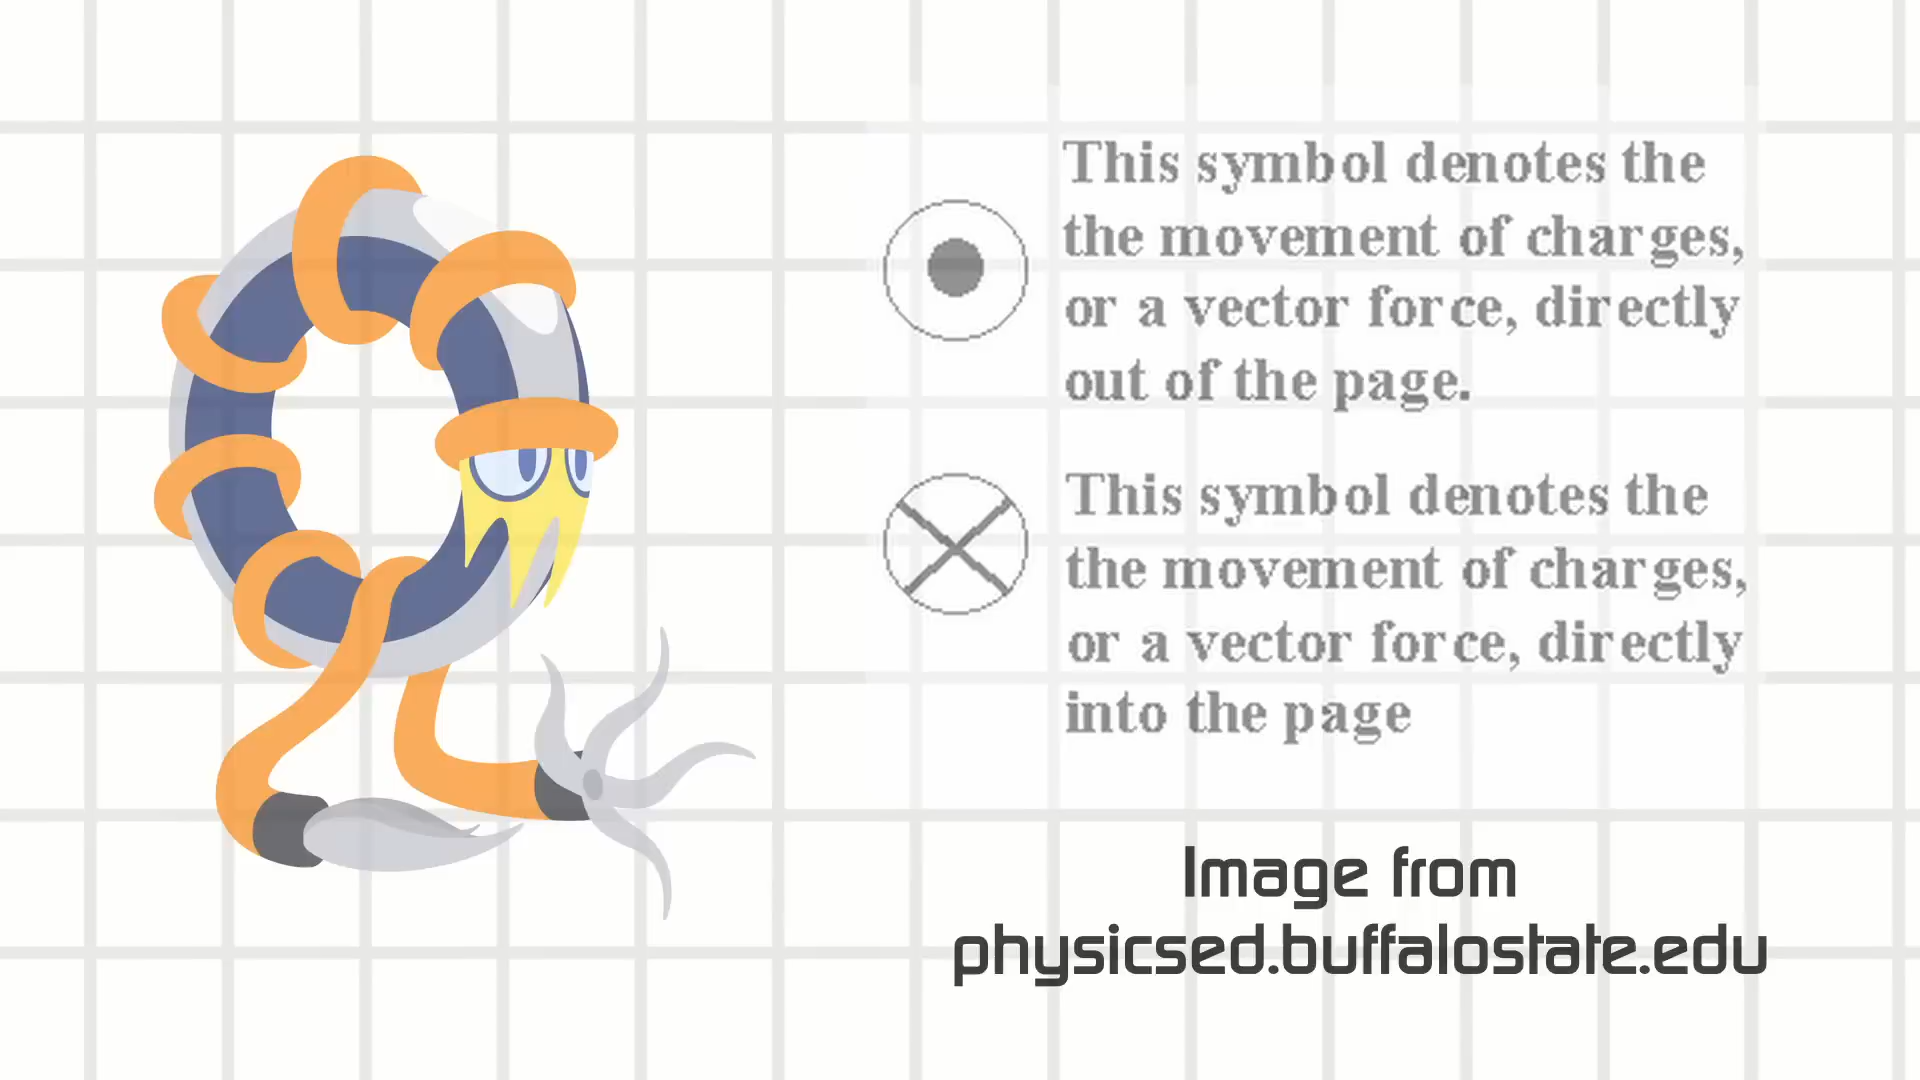 This symbol denotes the
the movement of charges,
or a vector force, directly
out of the page.
This symbol denotes the
the movement of charges,
or a vector force, directly
into the page
Image from
physicsed.buffalostate.edu